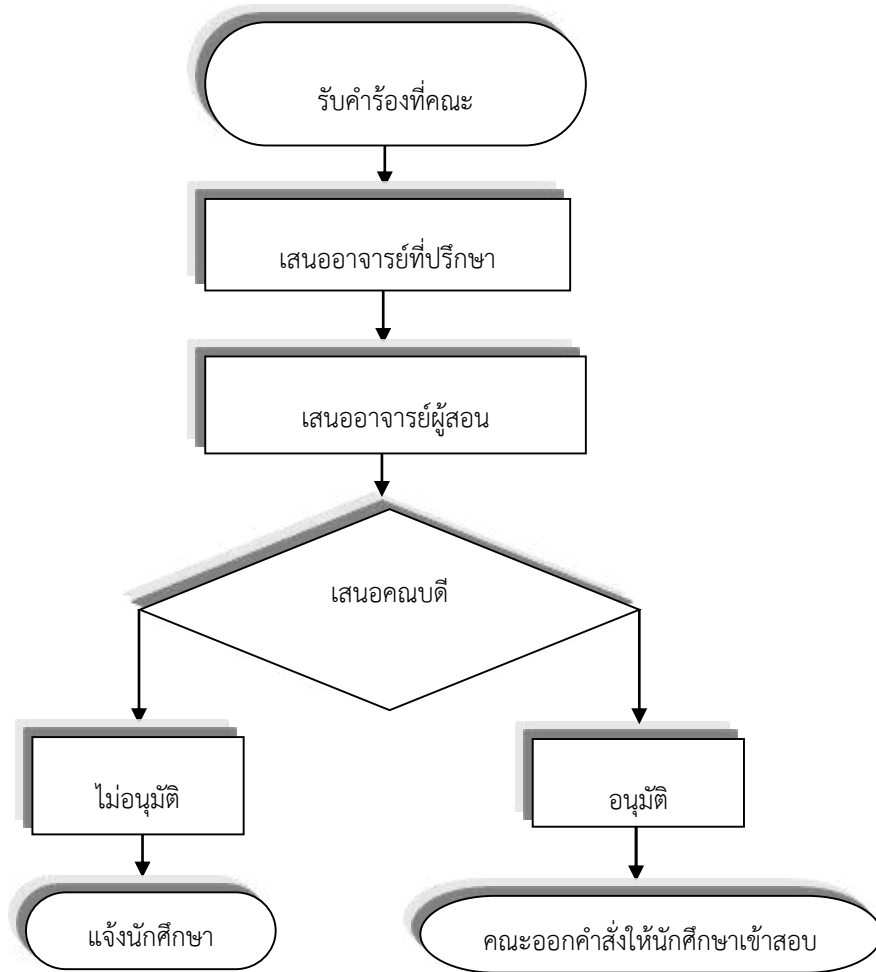 รับคำร้องที่คณะ
เสนออาจารย์ที่ปรึกษา
เสนออาจารย์ผู้สอน
เสนอคณบดี
ไม่อนุมัติ
อนุมัติ
แจ้งนักศึกษา
คณะออกคำสั่งให้นักศึกษาเข้าสอบ